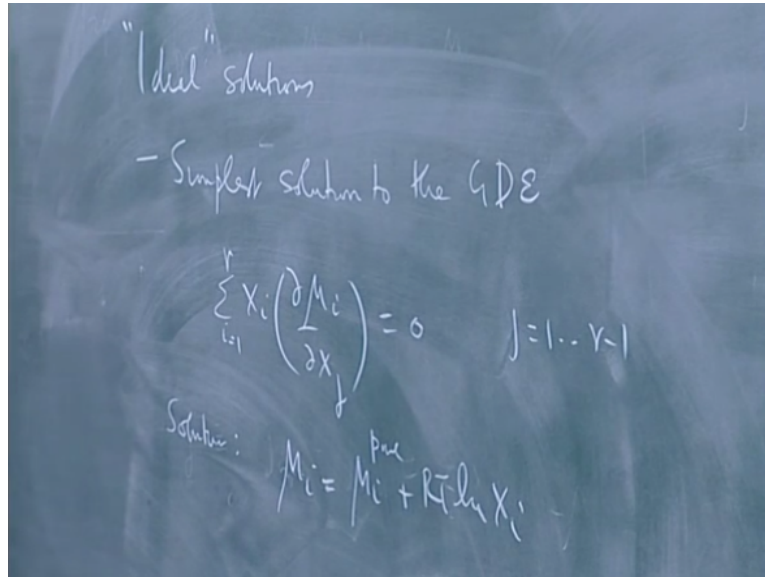 "Ideal" solutions
- Simplest solution to the GDE
∑_{i=1}^{r} x_i (∂μ_i / ∂x_j) = 0    j=1.. r-1
Solution: μ_i = μ_i^{pure} + RT ln x_i